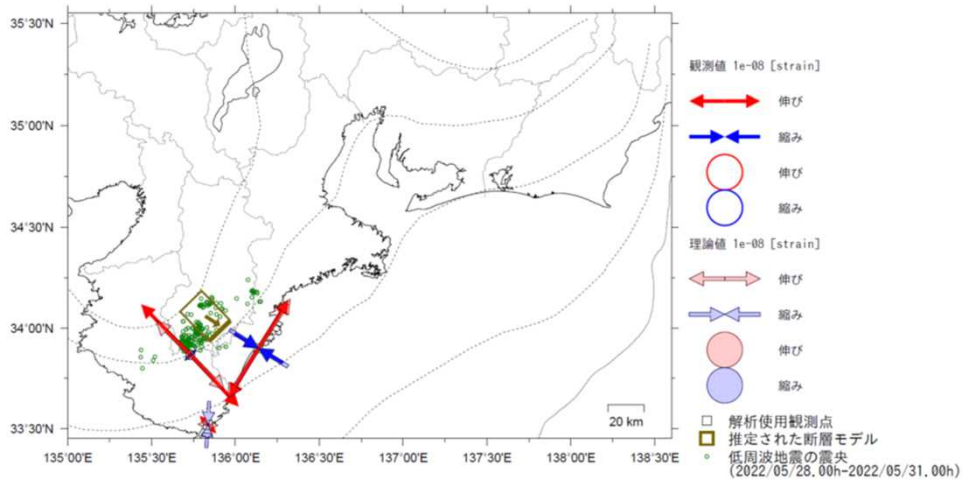 35°30'N
35°00'N
34°30'N
34°00'N
33°30'N
135°00'E
135°30'E
136°00'E
136°30'E
137°00'E
137°30'E
138°00'E
138°30'E
20 km
観測値 1e-08 [strain]
伸び
縮み
伸び
縮み
理論値 1e-08 [strain]
伸び
縮み
伸び
縮み
解析使用観測点
推定された断層モデル
低周波地震の震央
(2022/05/28.00h-2022/05/31.00h)